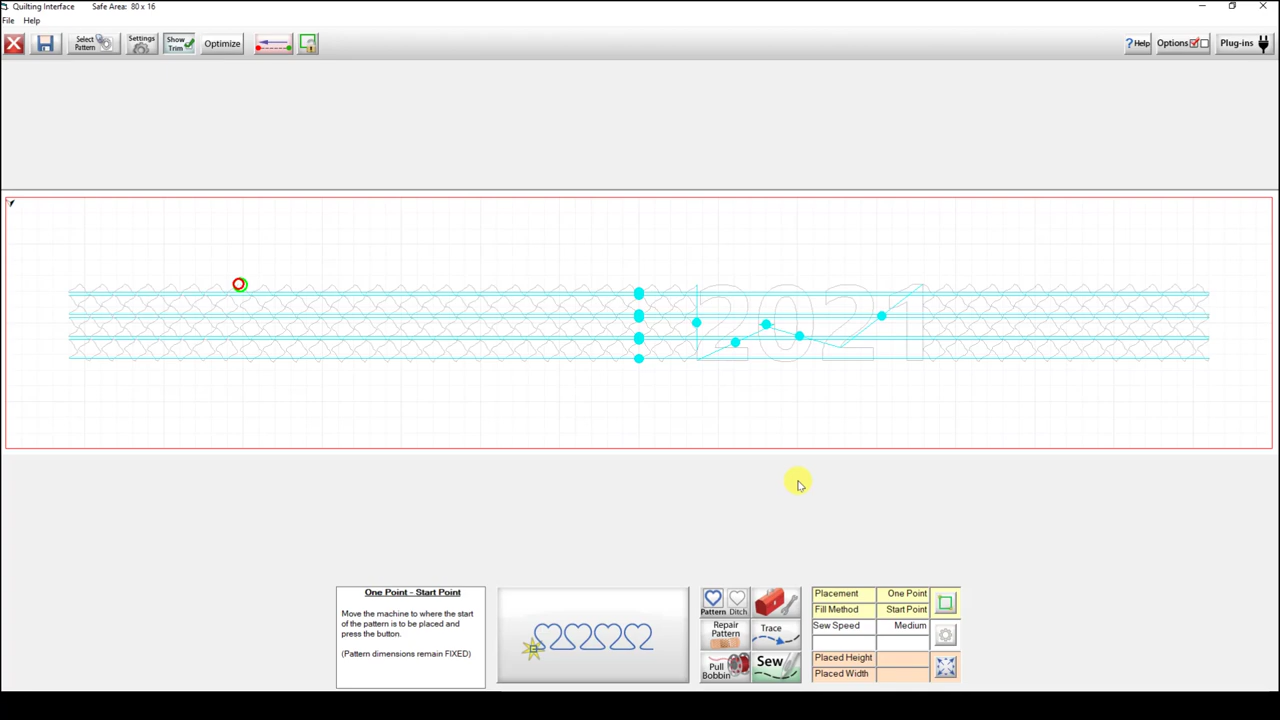 Quilting Interface Safe Area: 80 x 16
File Help
Select Pattern
Settings
Show Trim
Optimize
?Help
Options
Plug-ins
2021
One Point - Start Point
Move the machine to where the start
of the pattern is to be placed and
press the button.
(Pattern dimensions remain FIXED)
Pattern Ditch
Repair
Pattern
Trace
Pull
Bobbin
Sew
Placement One Point
Fill Method Start Point
Sew Speed Medium
Placed Height
Placed Width